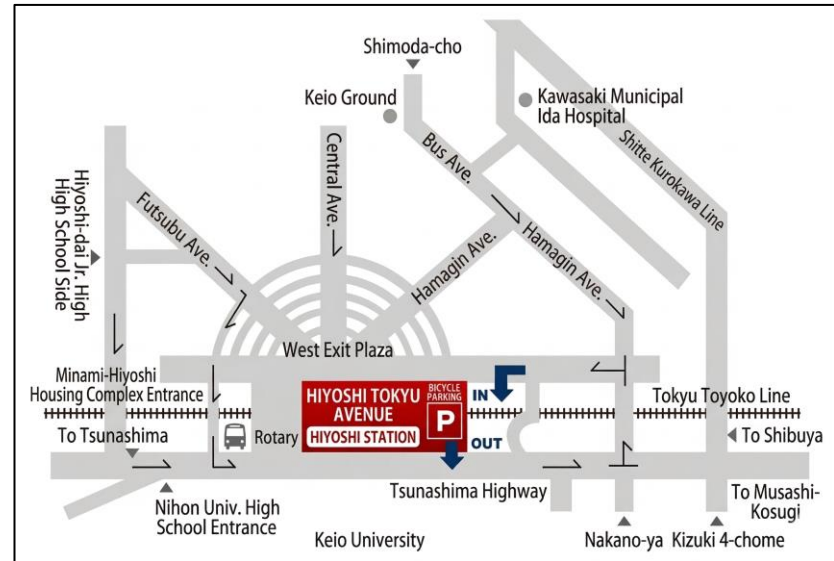 Shimoda-cho
Keio Ground
Kawasaki Municipal
Ida Hospital
Central Ave.
Bus Ave.
Shitte Kurokawa Line
Hiyoshi-dai Jr. High
High School Side
Futsubu Ave.
Hamagin Ave.
Hamagin Ave.
West Exit Plaza
Minami-Hiyoshi
Housing Complex Entrance
HIYOSHI TOKYU
AVENUE
HIYOSHI STATION
BICYCLE
PARKING
P
IN
OUT
Tokyu Toyoko Line
To Tsunashima
Rotary
To Shibuya
Tsunashima Highway
To Musashi-
Kosugi
Nihon Univ. High
School Entrance
Keio University
Nakano-ya
Kizuki 4-chome